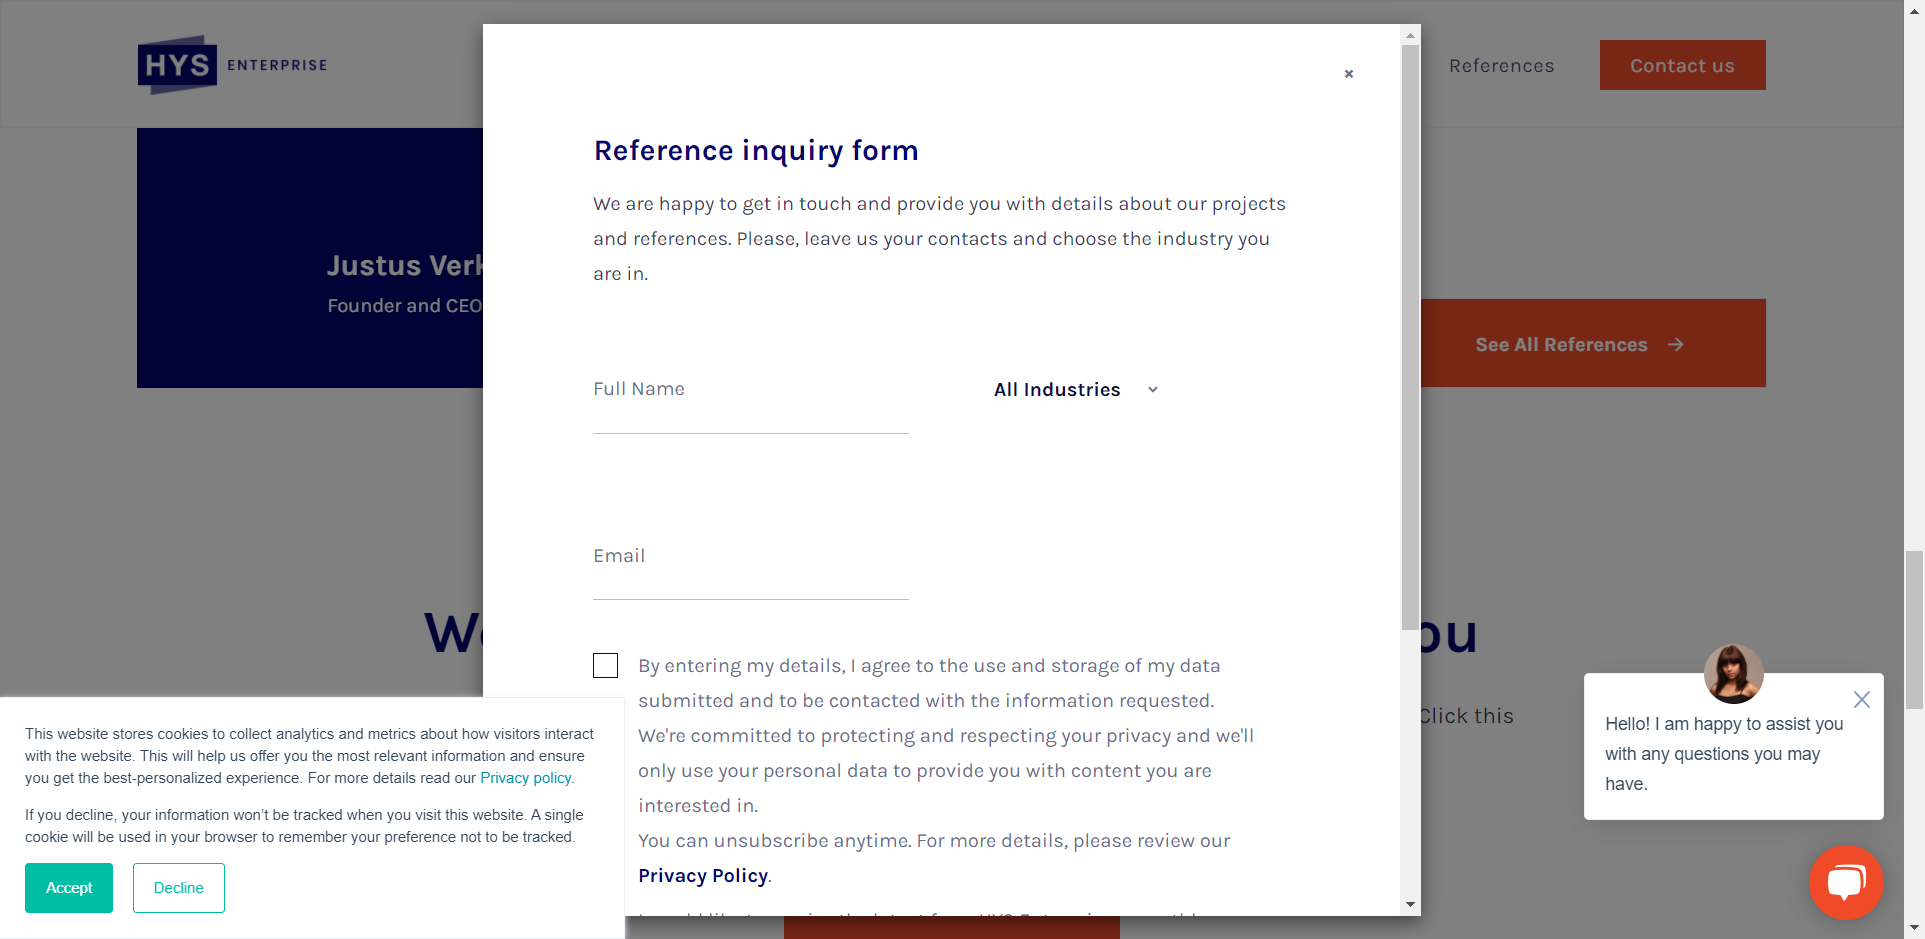 HYS ENTERPRISE
References
Contact us
×
Reference inquiry form
We are happy to get in touch and provide you with details about our projects
and references. Please, leave us your contacts and choose the industry you
are in.
Justus Verk
Founder and CEO
See All References
Full Name
All Industries
Email
By entering my details, I agree to the use and storage of my data
submitted and to be contacted with the information requested.
We're committed to protecting and respecting your privacy and we'll
only use your personal data to provide you with content you are
interested in.
You can unsubscribe anytime. For more details, please review our
Privacy Policy.
Click this
This website stores cookies to collect analytics and metrics about how visitors interact
with the website. This will help us offer you the most relevant information and ensure
you get the best-personalized experience. For more details read our Privacy policy.
If you decline, your information won’t be tracked when you visit this website. A single
cookie will be used in your browser to remember your preference not to be tracked.
Accept
Decline
Hello! I am happy to assist you
with any questions you may
have.